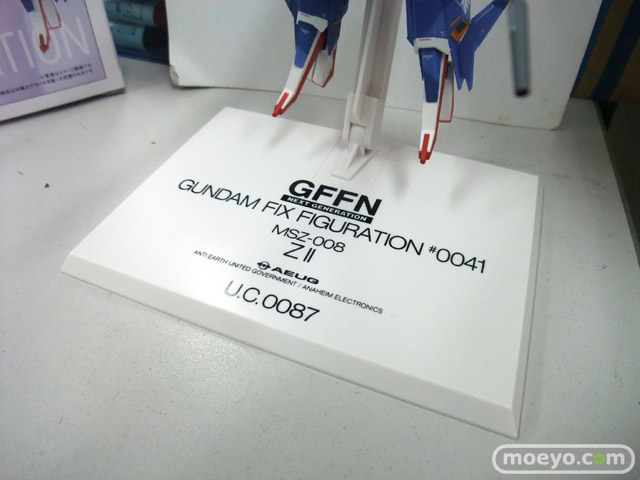 ATION
GFFN
NEXT GENERATION
GUNDAM FIX FIGURATION #0041
MSZ-008
Z II
AEUG
ANTI EARTH UNITED GOVERNMENT / ANAHEIM ELECTRONICS
U.C.0087
moeyo.com